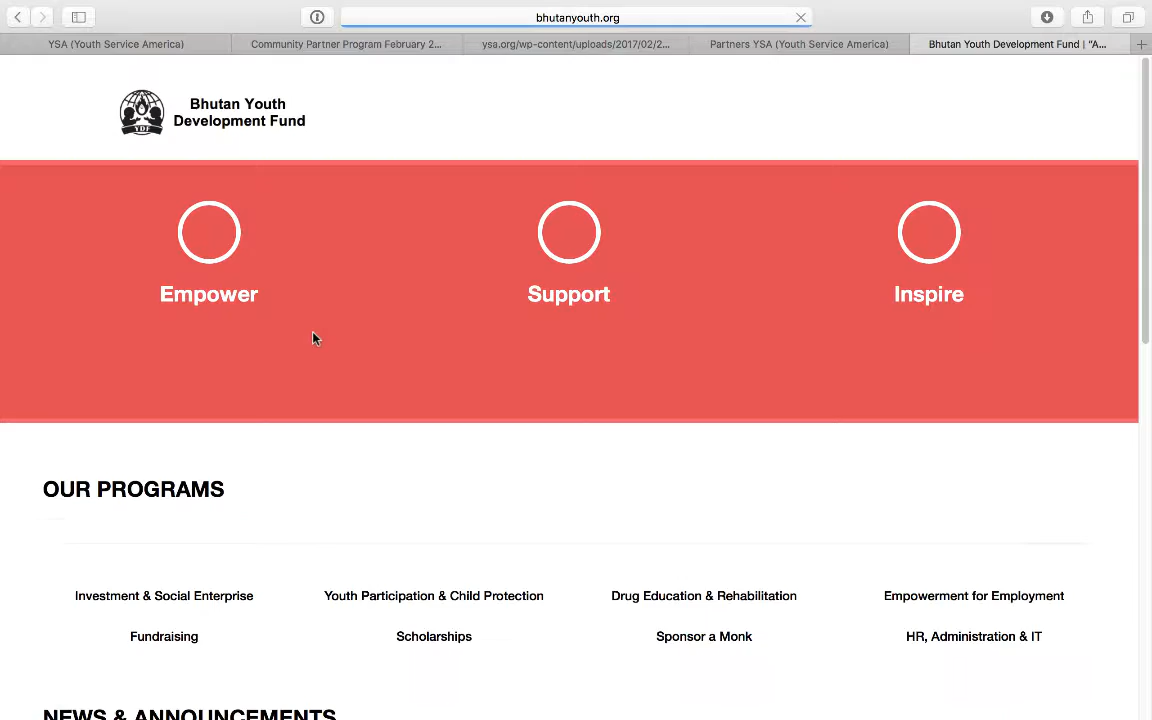 bhutanyouth.org
YSA (Youth Service America)
Community Partner Program February 2...
ysa.org/wp-content/uploads/2017/02/2...
Partners YSA (Youth Service America)
Bhutan Youth Development Fund | "A...
YDF
Bhutan Youth
Development Fund
Empower
Support
Inspire
OUR PROGRAMS
Investment & Social Enterprise
Youth Participation & Child Protection
Drug Education & Rehabilitation
Empowerment for Employment
Fundraising
Scholarships
Sponsor a Monk
HR, Administration & IT
NEWS & ANNOUNCEMENTS